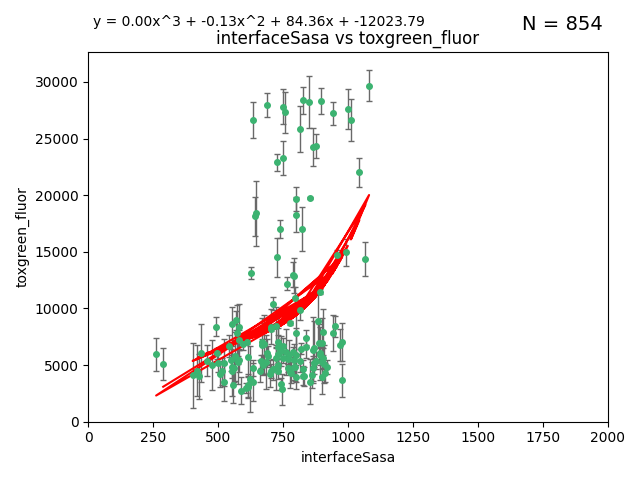 y = 0.00x^3 + -0.13x^2 + 84.36x + -12023.79
N = 854
interfaceSasa vs toxgreen_fluor
30000
25000
20000
15000
10000
5000
0
toxgreen_fluor
0 250 500 750 1000 1250 1500 1750 2000
interfaceSasa